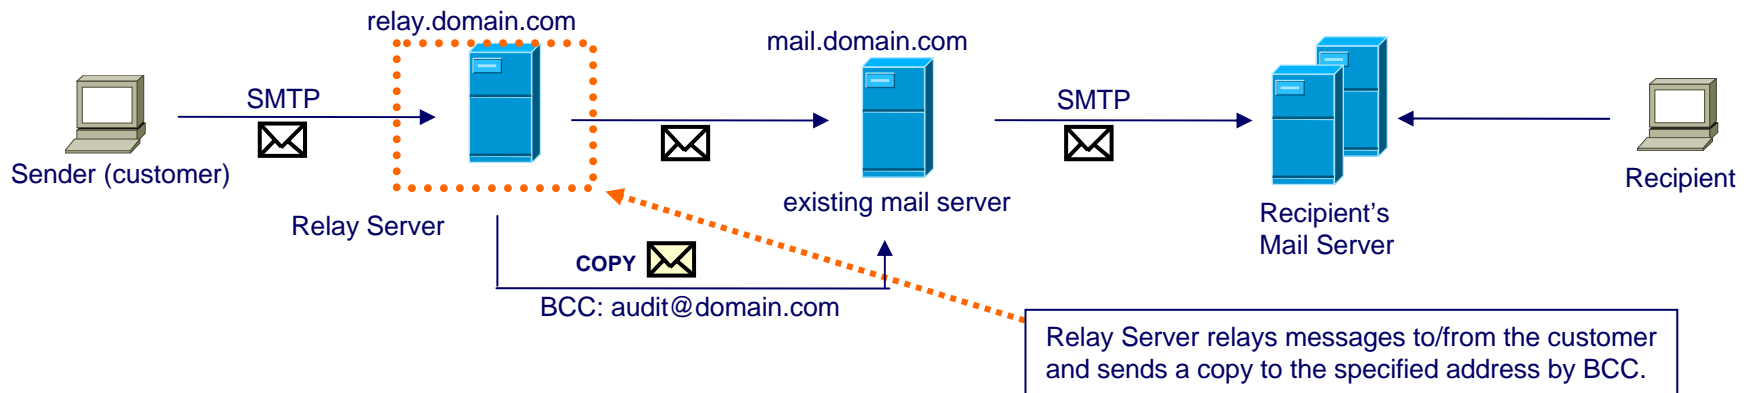 relay.domain.com
mail.domain.com
SMTP
SMTP
Sender (customer)
Relay Server
existing mail server
Recipient’s
Mail Server
Recipient
COPY
BCC: audit@domain.com
Relay Server relays messages to/from the customer
and sends a copy to the specified address by BCC.